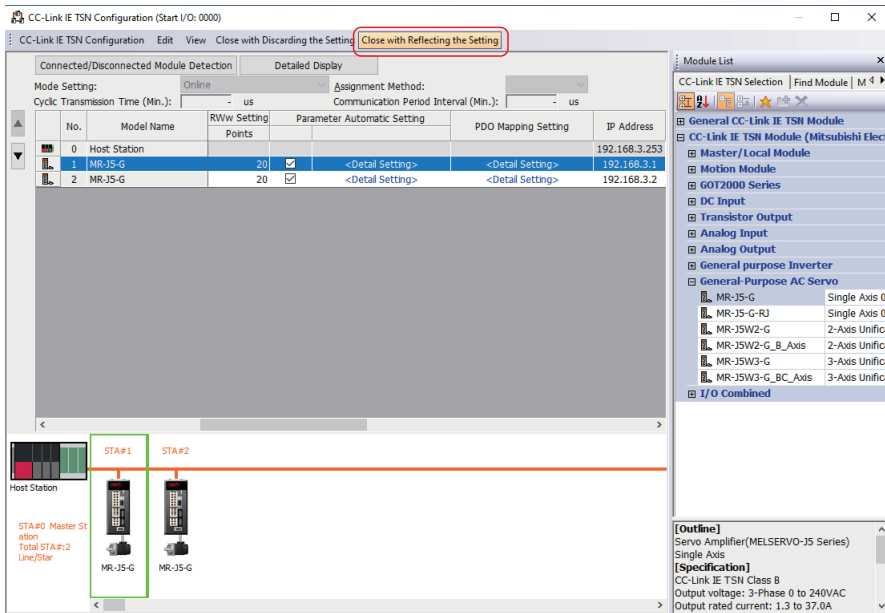 CC-Link IE TSN Configuration (Start I/O: 0000)
CC-Link IE TSN Configuration Edit View Close with Discarding the Setting Close with Reflecting the Setting
Connected/Disconnected Module Detection Detailed Display
Mode Setting: Online Assignment Method:
Cyclic Transmission Time (Min.): - us Communication Period Interval (Min.): - us
No. Model Name RWw Setting Parameter Automatic Setting PDO Mapping Setting IP Address
Points
0 Host Station 192.168.3.253
1 MR-J5-G 20 <Detail Setting> <Detail Setting> 192.168.3.1
2 MR-J5-G 20 <Detail Setting> <Detail Setting> 192.168.3.2
STA#1 STA#2
Host Station
STA#0 Master St
ation
Total STA#:2
Line/Star
MR-J5-G MR-J5-G
Module List
CC-Link IE TSN Selection Find Module M
General CC-Link IE TSN Module
CC-Link IE TSN Module (Mitsubishi Elec
Master/Local Module
Motion Module
GOT2000 Series
DC Input
Transistor Output
Analog Input
Analog Output
General purpose Inverter
General-Purpose AC Servo
MR-J5-G Single Axis 0
MR-J5-G-RJ Single Axis 0
MR-J5W2-G 2-Axis Unifica
MR-J5W2-G_B_Axis 2-Axis Unifica
MR-J5W3-G 3-Axis Unifica
MR-J5W3-G_BC_Axis 3-Axis Unifica
I/O Combined
[Outline]
Servo Amplifier(MELSERVO-J5 Series)
Single Axis
[Specification]
CC-Link IE TSN Class B
Output voltage: 3-Phase 0 to 240VAC
Output rated current: 1.3 to 37.0A